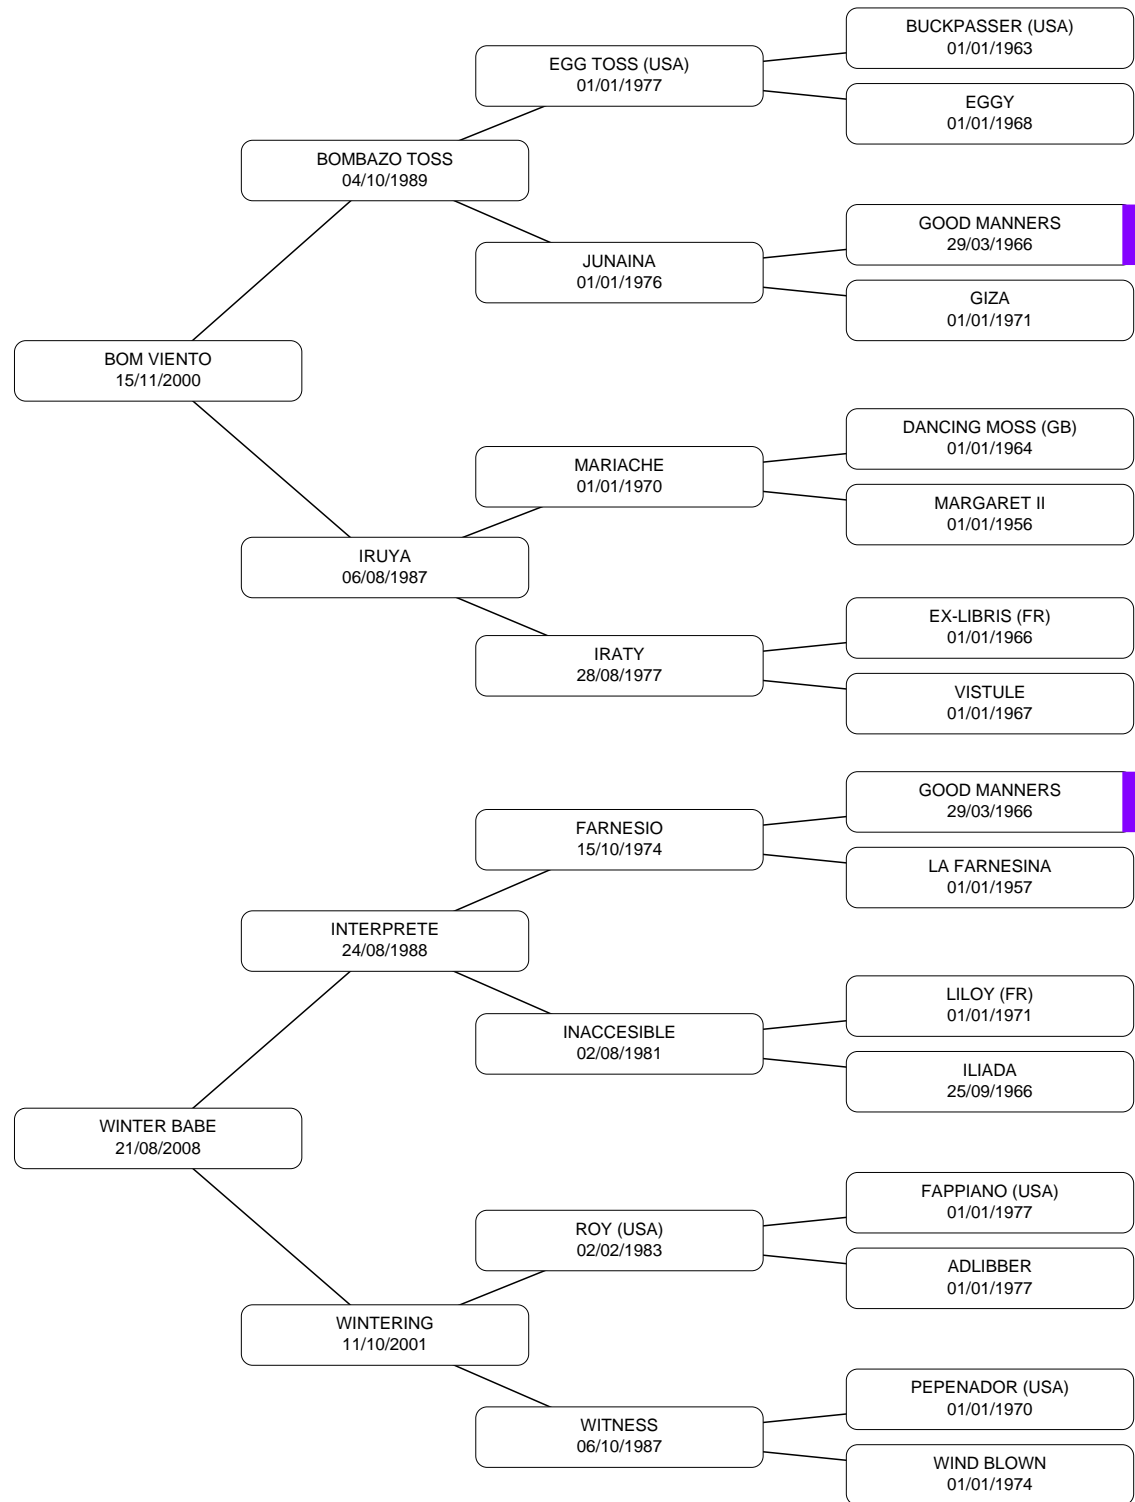 BUCKPASSER (USA)
01/01/1963
EGG TOSS (USA)
01/01/1977
EGGY
01/01/1968
BOMBAZO TOSS
04/10/1989
GOOD MANNERS
29/03/1966
JUNAINA
01/01/1976
GIZA
01/01/1971
BOM VIENTO
15/11/2000
DANCING MOSS (GB)
01/01/1964
MARIACHE
01/01/1970
MARGARET II
01/01/1956
IRUYA
06/08/1987
EX-LIBRIS (FR)
01/01/1966
IRATY
28/08/1977
VISTULE
01/01/1967
GOOD MANNERS
29/03/1966
FARNESIO
15/10/1974
LA FARNESINA
01/01/1957
INTERPRETE
24/08/1988
LILOY (FR)
01/01/1971
INACCESIBLE
02/08/1981
ILIADA
25/09/1966
WINTER BABE
21/08/2008
FAPPIANO (USA)
01/01/1977
ROY (USA)
02/02/1983
ADLIBBER
01/01/1977
WINTERING
11/10/2001
PEPENADOR (USA)
01/01/1970
WITNESS
06/10/1987
WIND BLOWN
01/01/1974